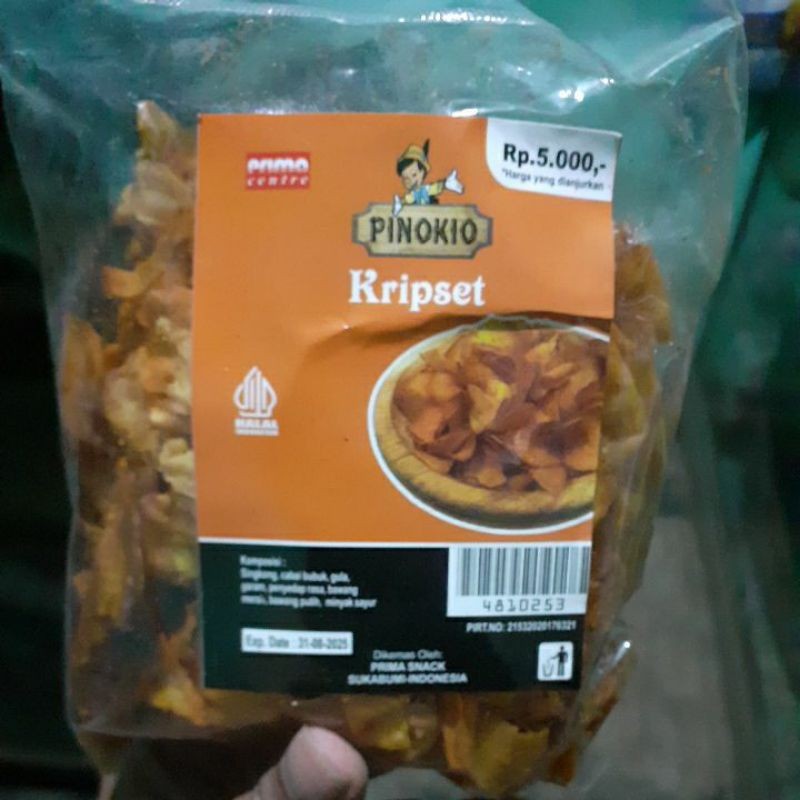 prima
centre
Rp.5.000,-
*Harga yang dianjurkan
PINOKIO
Kripset
HALAL
INDONESIA
Komposisi :
Singkong, cabai bubuk, gula,
garam, penyedap rasa, bawang
merah, bawang putih, minyak sayur
4810253
PIRT.NO: 21532020170321
Exp. Date : 31-08-2025
Dikemas Oleh:
PRIMA SNACK
SUKABUMI-INDONESIA